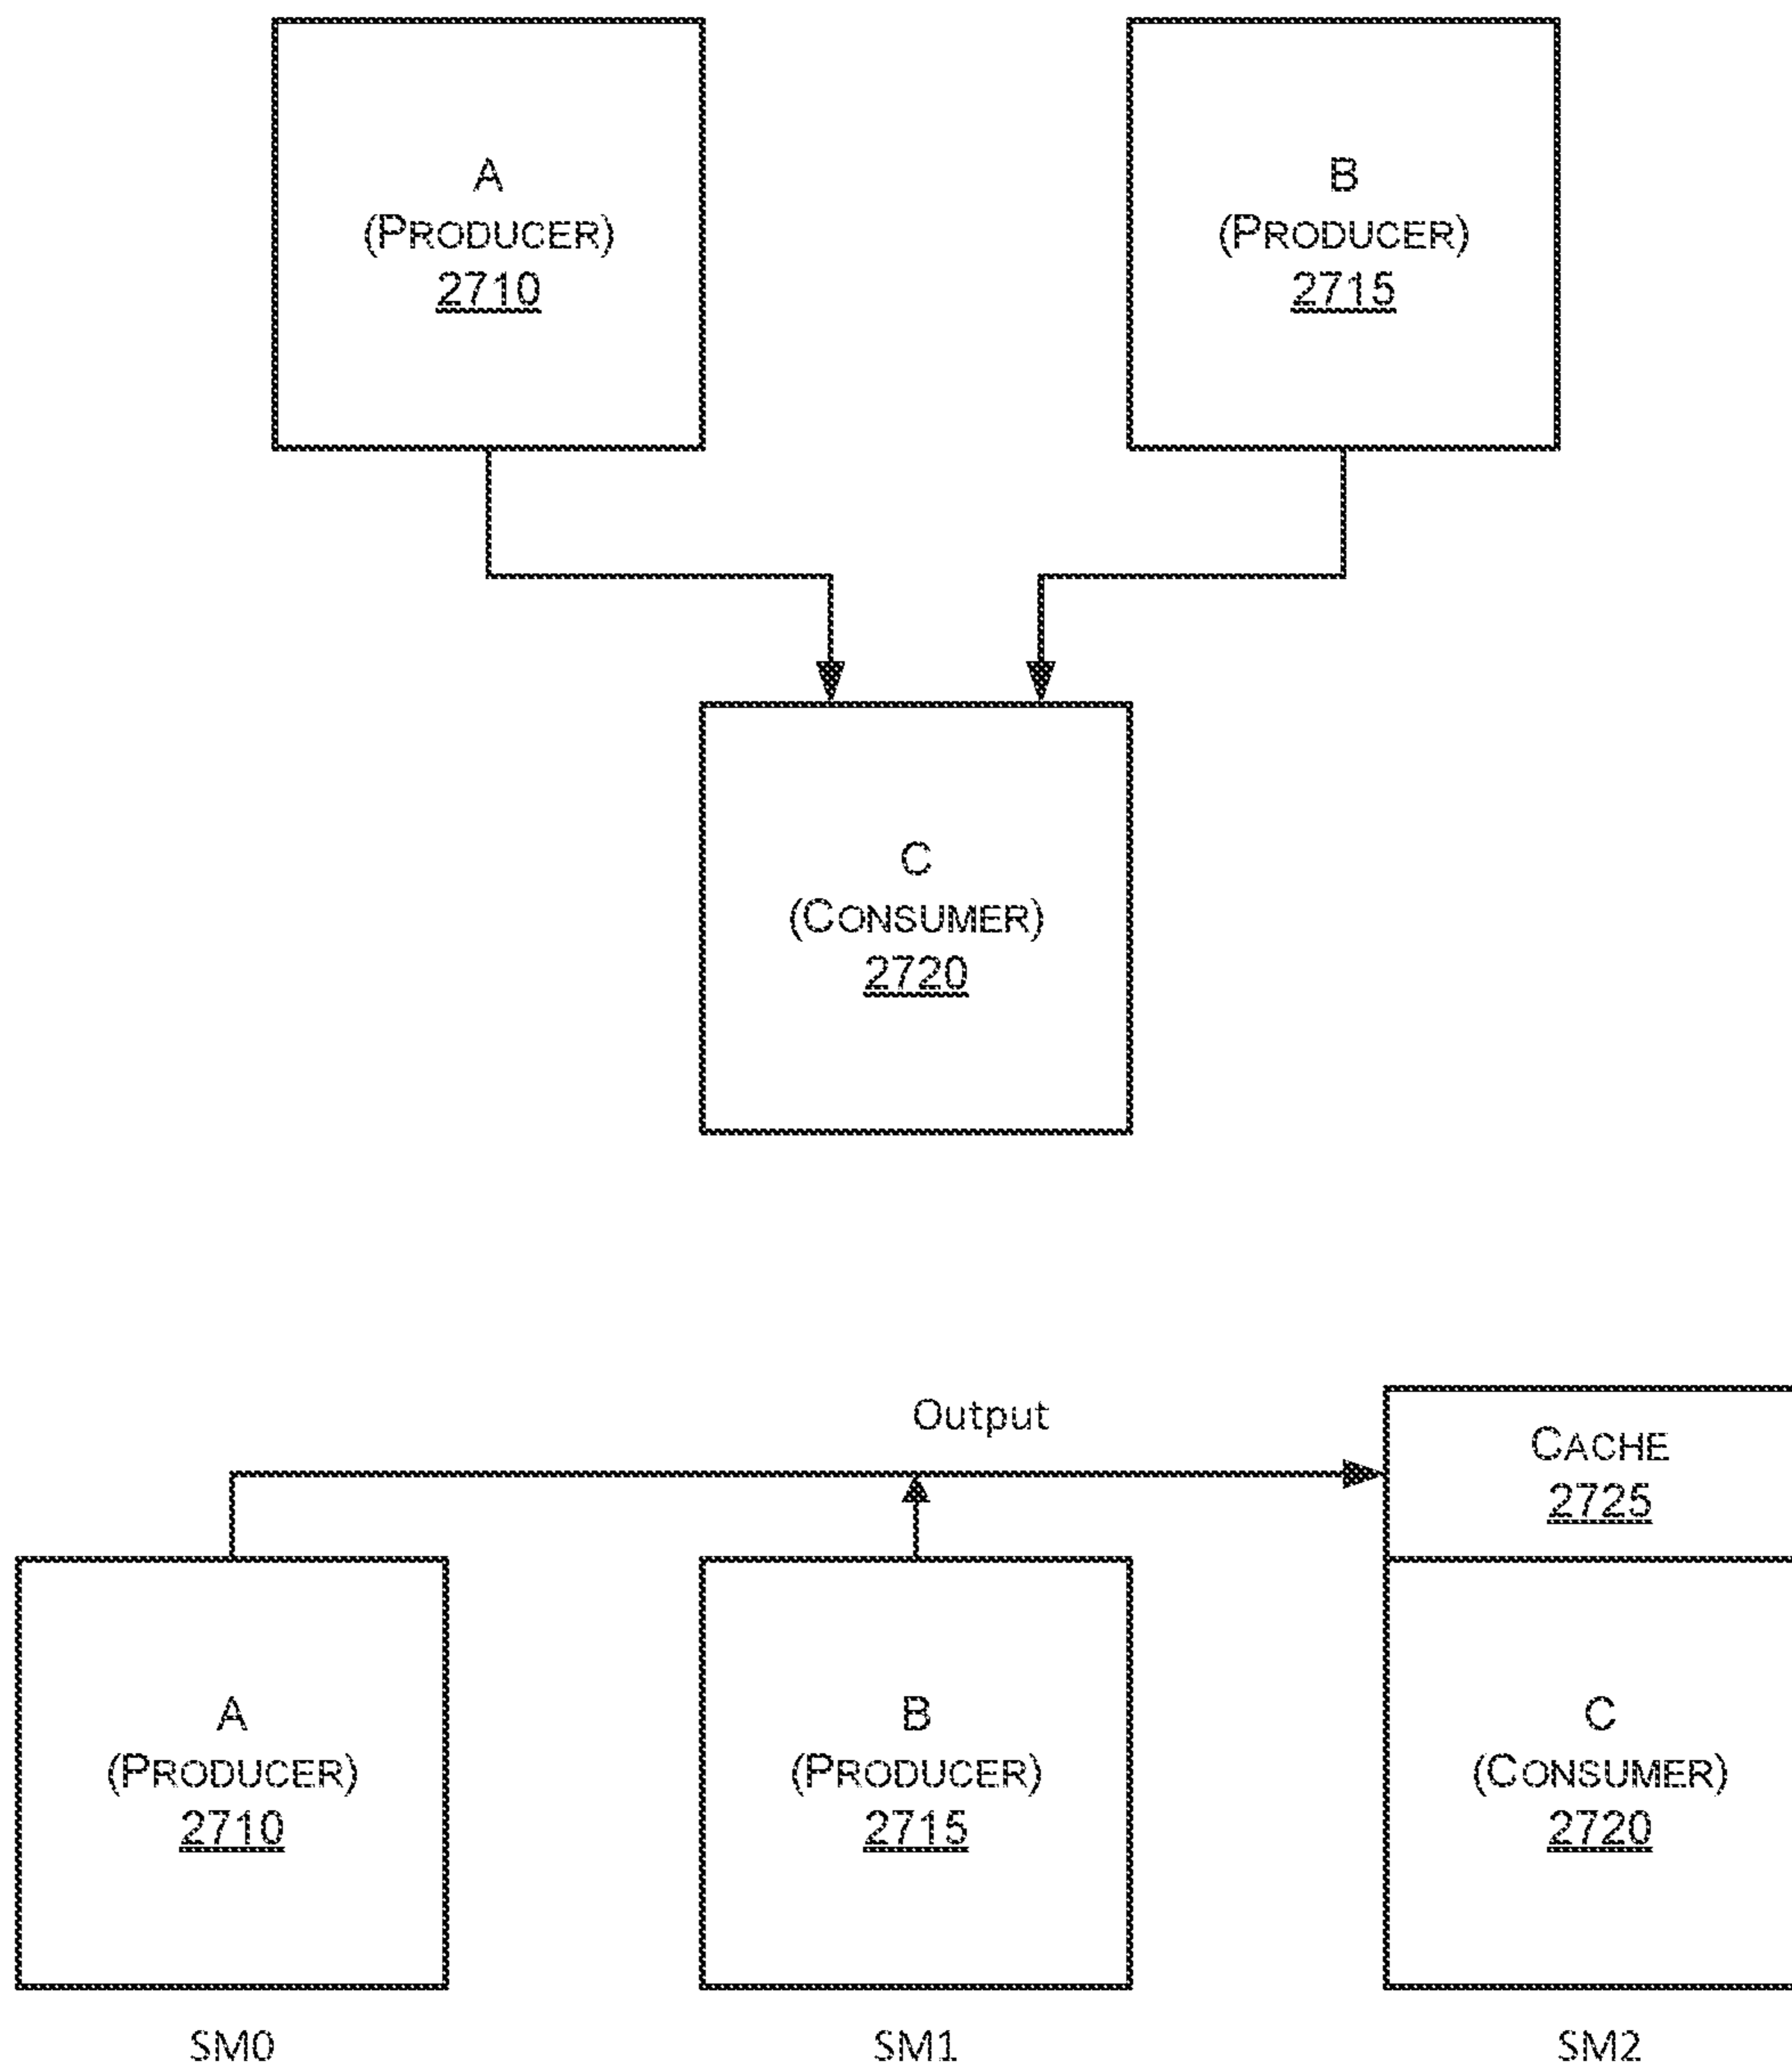 A
(PRODUCER)
2710
B
(PRODUCER)
2715
C
(CONSUMER)
2720
Output
CACHE
2725
A
(PRODUCER)
2710
B
(PRODUCER)
2715
C
(CONSUMER)
2720
SM0
SM1
SM2